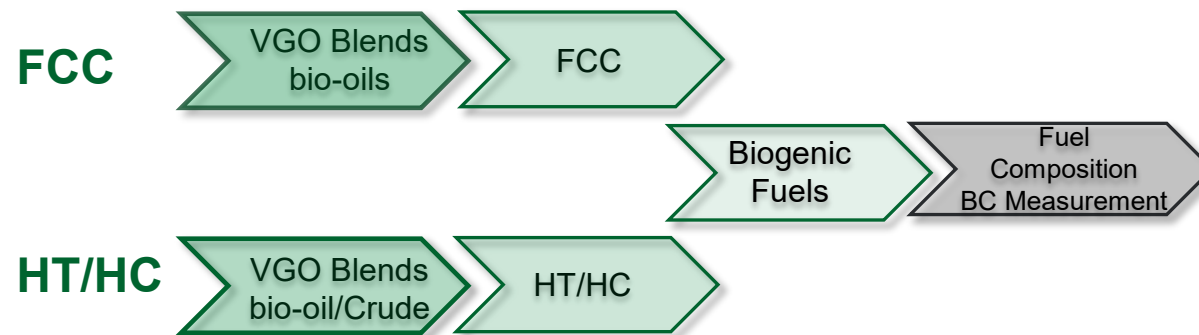 FCC
VGO Blends
bio-oils
FCC
Biogenic
Fuels
Fuel
Composition
BC Measurement
HT/HC
VGO Blends
bio-oil/Crude
HT/HC